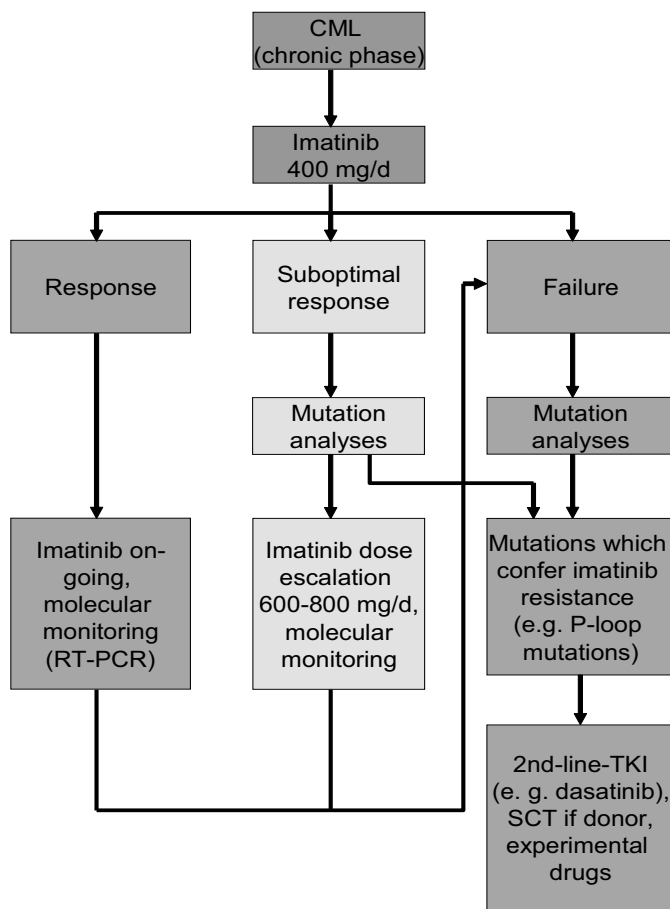 CML
(chronic phase)
Imatinib
400 mg/d
Response
Suboptimal
response
Failure
Mutation
analyses
Mutation
analyses
Imatinib on-
going,
molecular
monitoring
(RT-PCR)
Imatinib dose
escalation
600-800 mg/d,
molecular
monitoring
Mutations which
confer imatinib
resistance
(e.g. P-loop
mutations)
2nd-line-TKI
(e. g. dasatinib),
SCT if donor,
experimental
drugs